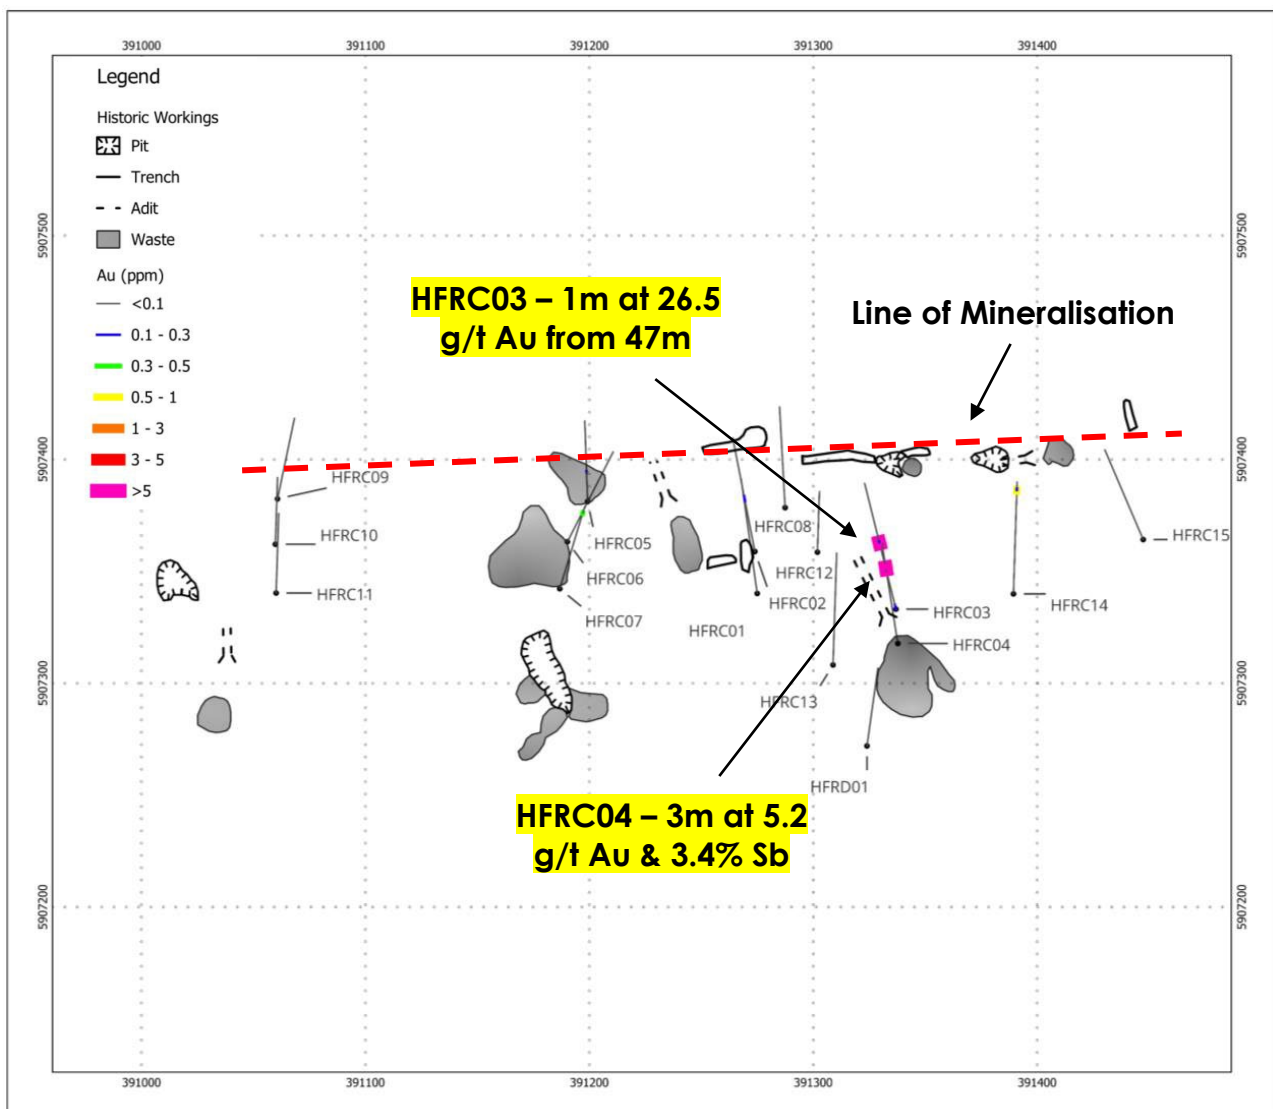 391000 391100 391200 391300 391400
Legend
Historic Workings
Pit
Trench
Adit
Waste
Au (ppm)
<0.1
0.1 - 0.3
0.3 - 0.5
0.5 - 1
1 - 3
3 - 5
>5
5907500 5907500
HFRC03 – 1m at 26.5
g/t Au from 47m
Line of Mineralisation
5907400 5907400
HFRC09
HFRC10
HFRC11
HFRC05
HFRC06
HFRC07
HFRC08
HFRC12
HFRC02
HFRC01
HFRC03
HFRC04
HFRC13
HFRC14
HFRC15
5907300 5907300
HFRD01
HFRC04 – 3m at 5.2
g/t Au & 3.4% Sb
5907200 5907200
391000 391100 391200 391300 391400